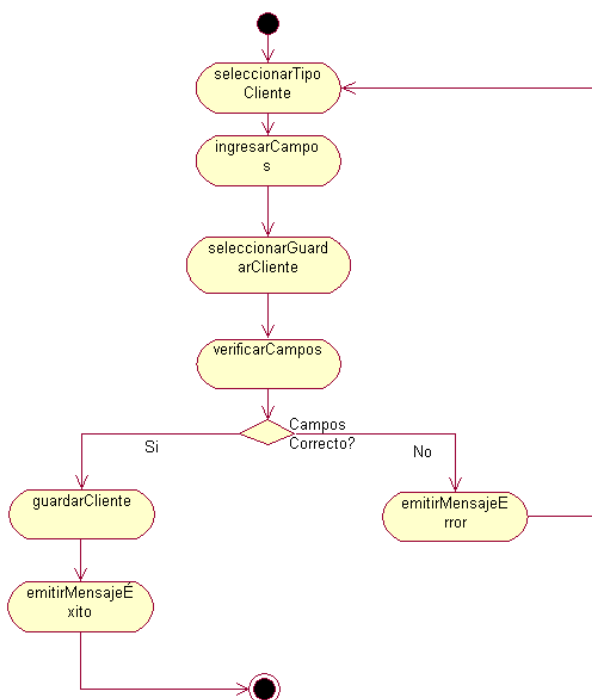 seleccionarTipo
Cliente
ingresarCampo
s
seleccionarGuard
arCliente
verificarCampos
Campos
Correcto?
Si
No
guardarCliente
emitirMensajeE
rror
emitirMensajeÉ
xito